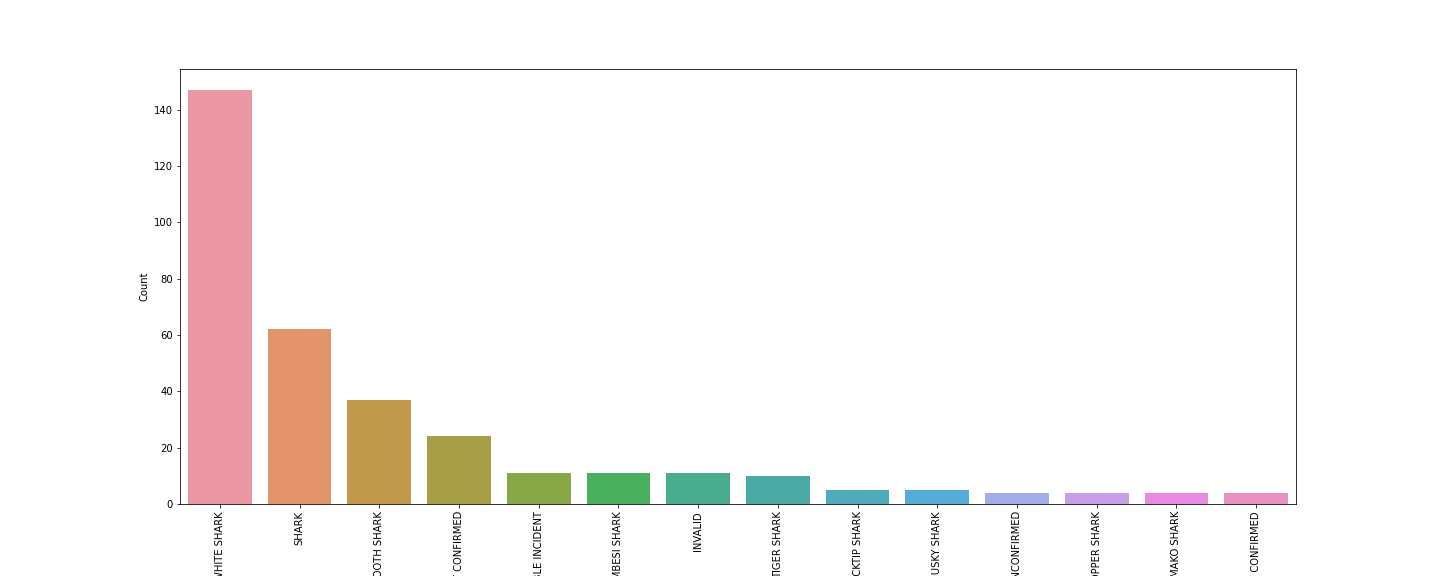 140
120
100
80
60
40
20
0
Count
WHITE SHARK
SHARK
OOTH SHARK
CONFIRMED
BLE INCIDENT
MBESI SHARK
INVALID
TIGER SHARK
CKTIP SHARK
USKY SHARK
NCONFIRMED
OPPER SHARK
MAKO SHARK
CONFIRMED